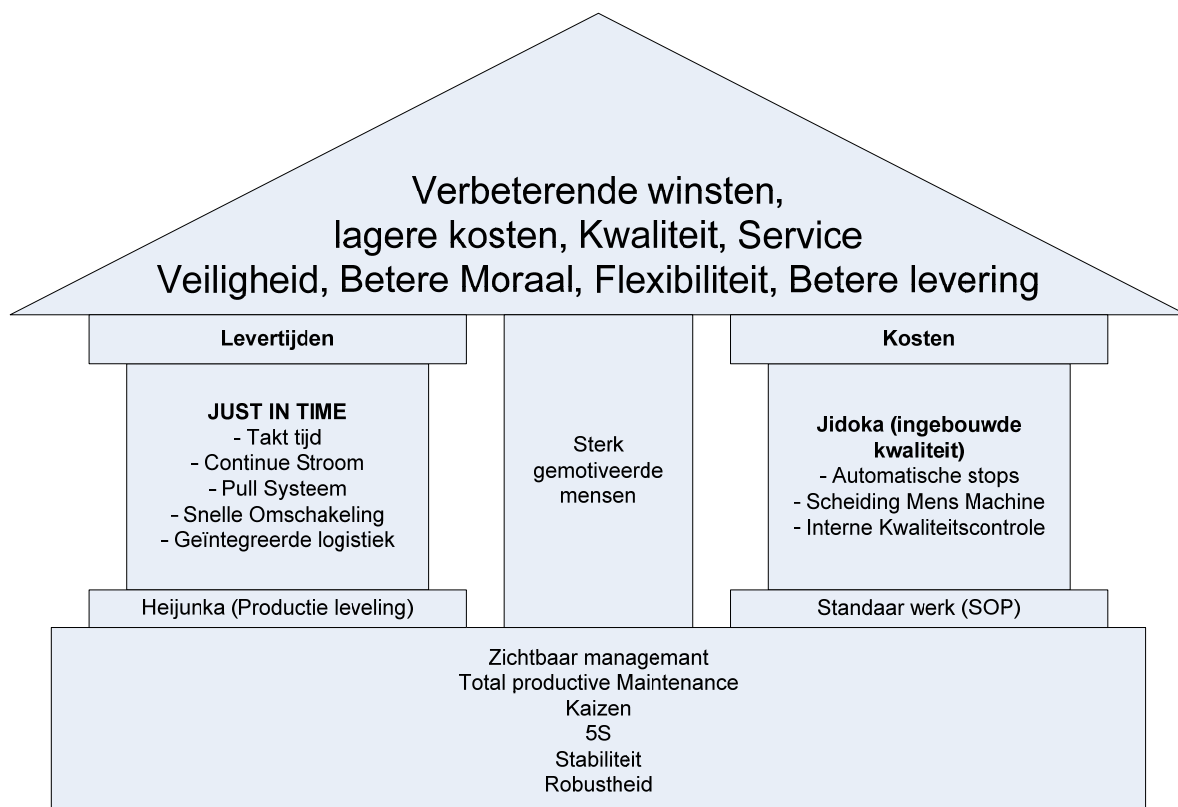 Verbeterende winsten,
lagere kosten, Kwaliteit, Service
Veiligheid, Betere Moraal, Flexibiliteit, Betere levering
Levertijden
JUST IN TIME
- Takt tijd
- Continue Stroom
- Pull Systeem
- Snelle Omschakeling
- Geïntegreerde logistiek
Heijunka (Productie leveling)
Sterk
gemotiveerde
mensen
Kosten
Jidoka (ingebouwde
kwaliteit)
- Automatische stops
- Scheiding Mens Machine
- Interne Kwaliteitscontrole
Standaar werk (SOP)
Zichtbaar managmant
Total productive Maintenance
Kaizen
5S
Stabiliteit
Robustheid